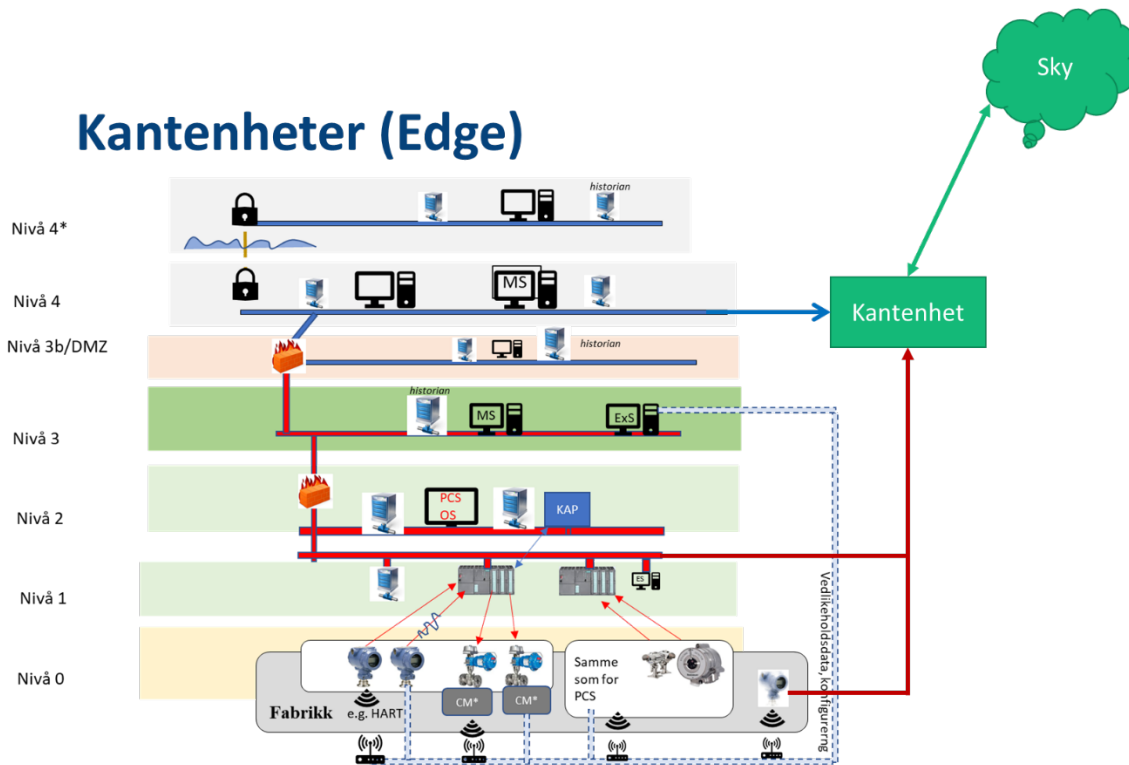 Sky
Kantenheter (Edge)
historian
Nivå 4*
MS
Nivå 4
Kantenhet
Nivå 3b/DMZ
historian
historian
MS
ExS
Nivå 3
PCS
OS
KAP
Nivå 2
ES
Nivå 1
Vedlikeholdsdata, konfigurerng
Samme
som for
PCS
Nivå 0
CM*
CM*
Fabrikk
e.g. HART